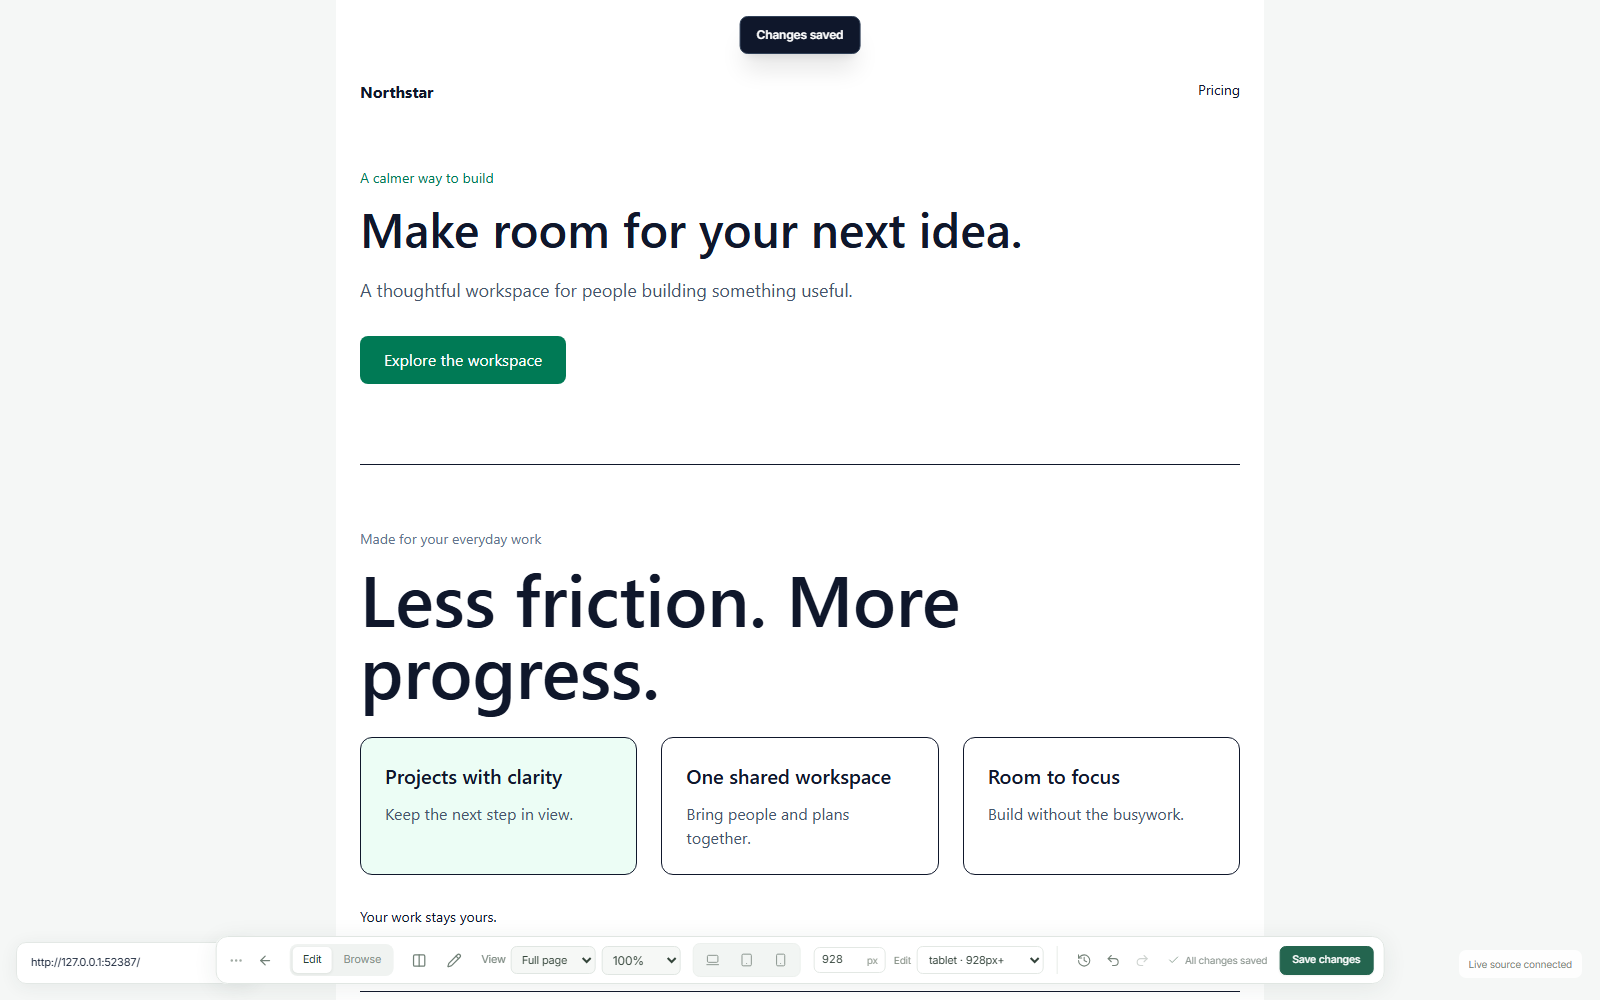 Changes saved
Northstar
Pricing
A calmer way to build
Make room for your next idea.
A thoughtful workspace for people building something useful.
Explore the workspace
Made for your everyday work
Less friction. More
progress.
Projects with clarity
Keep the next step in view.
One shared workspace
Bring people and plans
together.
Room to focus
Build without the busywork.
Your work stays yours.
http://127.0.0.1:52387/
Edit
Browse
View
Full page
100%
928 px
Edit
tablet · 928px+
All changes saved
Save changes
Live source connected